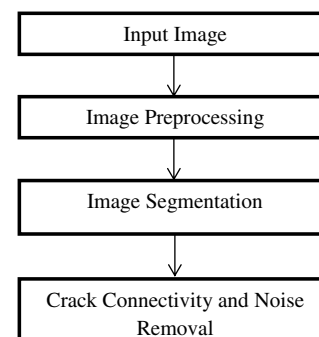 Input Image
Image Preprocessing
Image Segmentation
Crack Connectivity and Noise
Removal